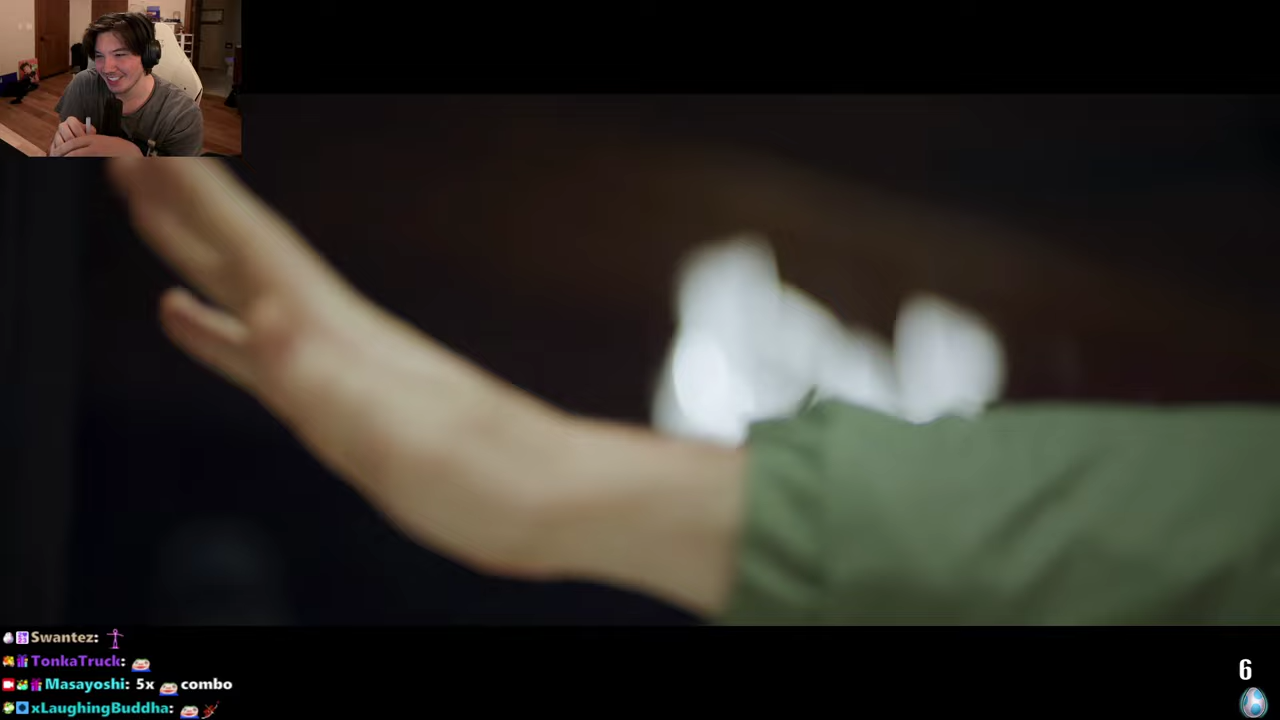 Swantez:
TonkaTruck:
Masayoshi: 5x combo
xLaughingBuddha:
6